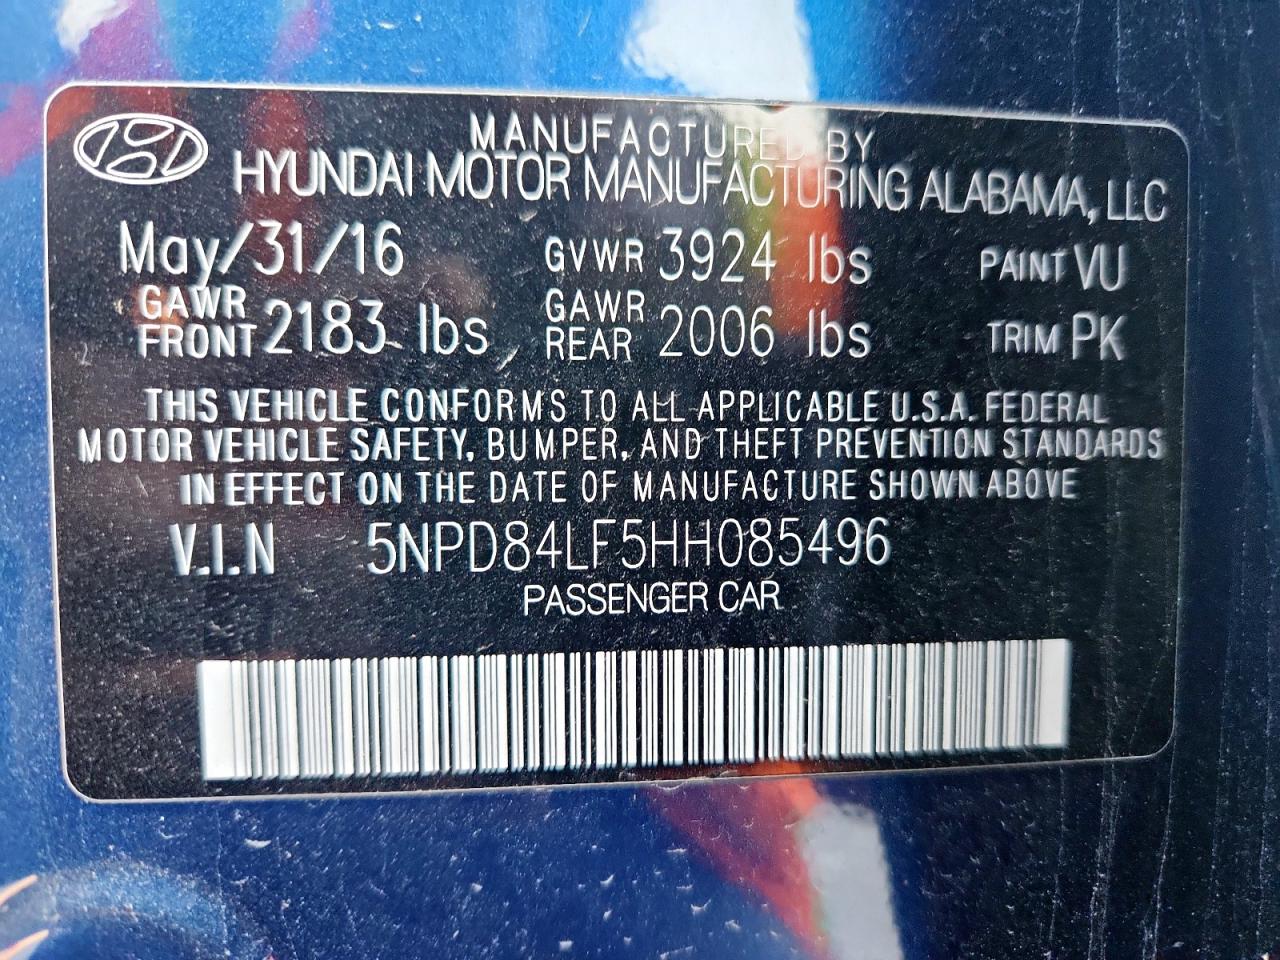 MANUFACTURED BY
HYUNDAI MOTOR MANUFACTURING ALABAMA, LLC
May/31/16 GVWR 3924 lbs PAINT VU
GAWR FRONT 2183 lbs GAWR REAR 2006 lbs TRIM PK
THIS VEHICLE CONFORMS TO ALL APPLICABLE U.S.A. FEDERAL
MOTOR VEHICLE SAFETY, BUMPER, AND THEFT PREVENTION STANDARDS
IN EFFECT ON THE DATE OF MANUFACTURE SHOWN ABOVE
V.I.N 5NPD84LF5HH085496
PASSENGER CAR